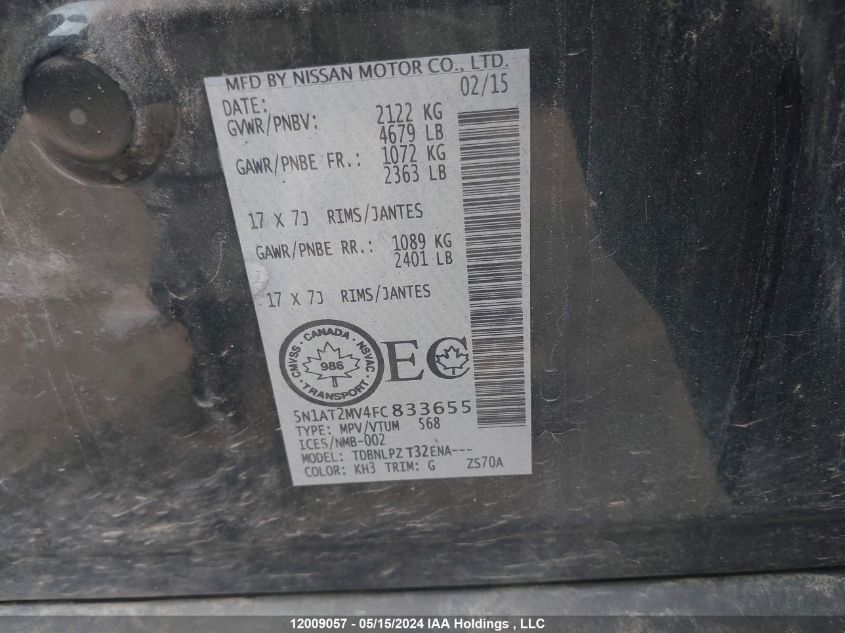 MFD BY NISSAN MOTOR CO., LTD.
DATE: 02/15
GVWR/PNBV: 2122 KG
4679 LB
GAWR/PNBE FR.: 1072 KG
2363 LB
17 X 7J RIMS/JANTES
GAWR/PNBE RR.: 1089 KG
2401 LB
17 X 7J RIMS/JANTES
CMVSS · CANADA · NSVAC · TRANSPORT ·
986
EC
5N1AT2MV4FC833655
TYPE: MPV/VTUM 568
ICES/NMB-002
MODEL: TDBNLPZ T32ENA---
COLOR: KH3 TRIM: G ZS70A
12009057 - 05/15/2024 IAA Holdings , LLC